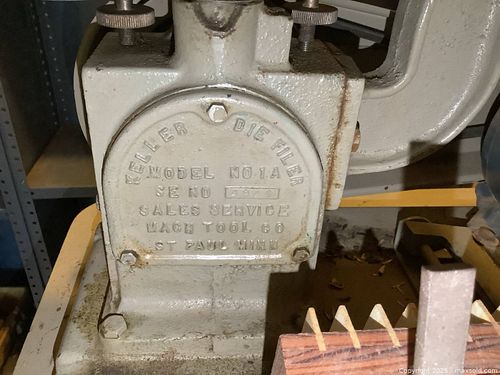 KELLER DIE FILER
MODEL NO. 1A
SE NO
SALES SERVICE
MACH TOOL CO
ST PAUL MINN
Copyright 2025 | maxsold.com